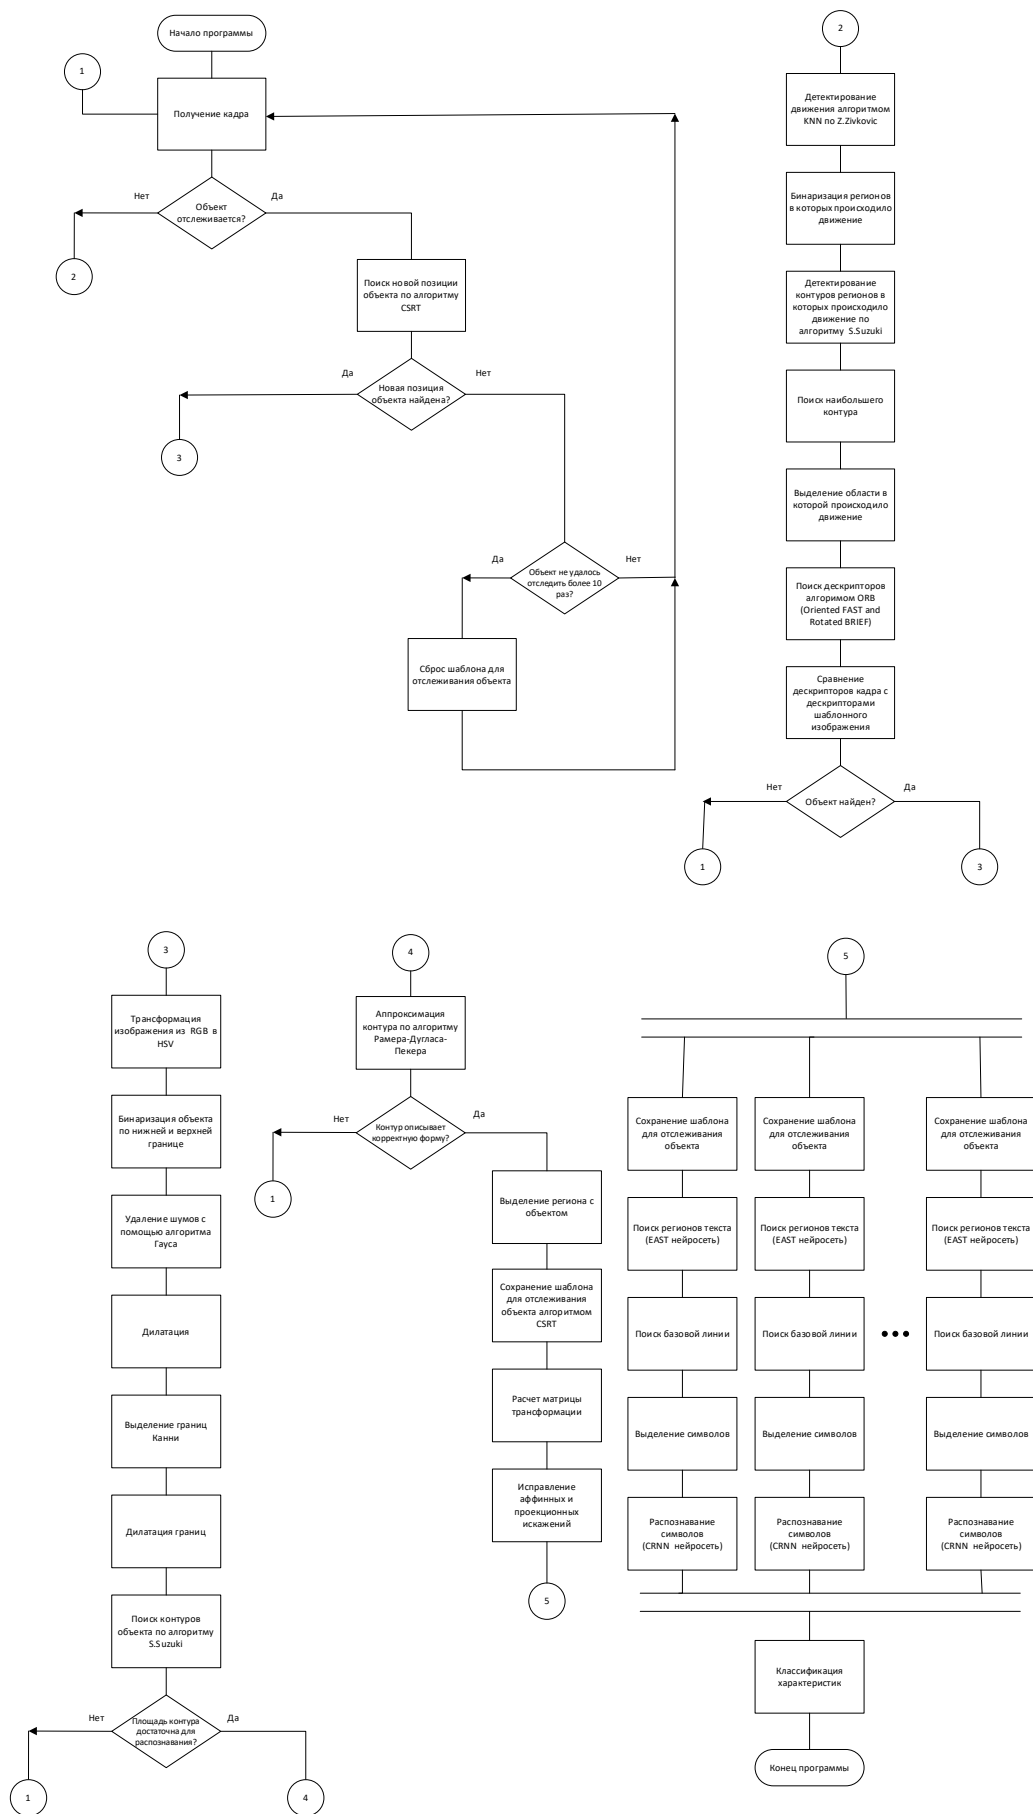 Начало программы
1
Получение кадра
Нет
Да
Объект
отслеживается?
2
Поиск новой позиции
объекта по алгоритму
CSRT
Да
Нет
Новая позиция
объекта найдена?
3
Да
Нет
Объект не удалось
отследить более 10
раз?
Сброс шаблона для
отслеживания объекта
2
Детектирование
движения алгоритмом
KNN по Z.Zivkovic
Бинаризация регионов
в которых происходило
движение
Детектирование
контуров регионов в
которых происходило
движение по
алгоритму S.Suzuki
Поиск наибольшего
контура
Выделение области в
которой происходило
движение
Поиск дескрипторов
алгоримом ORB
(Oriented FAST and
Rotated BRIEF)
Сравнение
дескрипторов кадра с
дескрипторами
шаблонного
изображения
Нет
Да
Объект найден?
1
3
3
Трансформация
изображения из RGB в
HSV
Бинаризация объекта
по нижней и верхней
границе
Удаление шумов с
помощью алгоритма
Гауса
Дилатация
Выделение границ
Канни
Дилатация границ
Поиск контуров
объекта по алгоритму
S.Suzuki
Нет
Да
Площадь контура
достаточна для
распознавания?
1
4
4
Аппроксимация
контура по алгоритму
Рамера-Дугласа-
Пекера
Нет
Да
Контур описывает
корректную форму?
1
Выделение региона с
объектом
Сохранение шаблона
для отслеживания
объекта алгоритмом
CSRT
Расчет матрицы
трансформации
Исправление
аффинных и
проекционных
искажений
5
5
Сохранение шаблона
для отслеживания
объекта
Поиск регионов текста
(EAST нейросеть)
Поиск базовой линии
Выделение символов
Распознавание
символов
(CRNN нейросеть)
Сохранение шаблона
для отслеживания
объекта
Поиск регионов текста
(EAST нейросеть)
Поиск базовой линии
Выделение символов
Распознавание
символов
(CRNN нейросеть)
•••
Сохранение шаблона
для отслеживания
объекта
Поиск регионов текста
(EAST нейросеть)
Поиск базовой линии
Выделение символов
Распознавание
символов
(CRNN нейросеть)
Классификация
характеристик
Конец программы